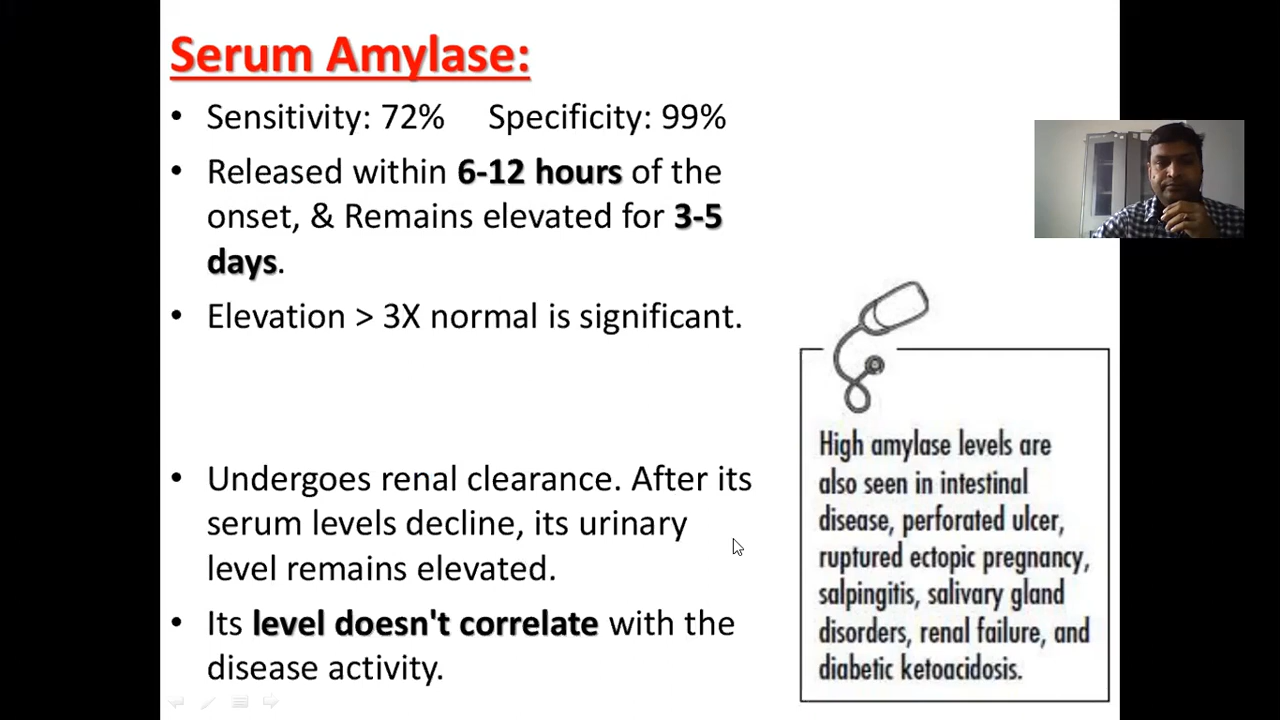 Serum Amylase:
• Sensitivity: 72% Specificity: 99%
• Released within 6-12 hours of the
onset, & Remains elevated for 3-5
days.
• Elevation > 3X normal is significant.
• Undergoes renal clearance. After its
serum levels decline, its urinary
level remains elevated.
• Its level doesn't correlate with the
disease activity.
High amylase levels are
also seen in intestinal
disease, perforated ulcer,
ruptured ectopic pregnancy,
salpingitis, salivary gland
disorders, renal failure, and
diabetic ketoacidosis.